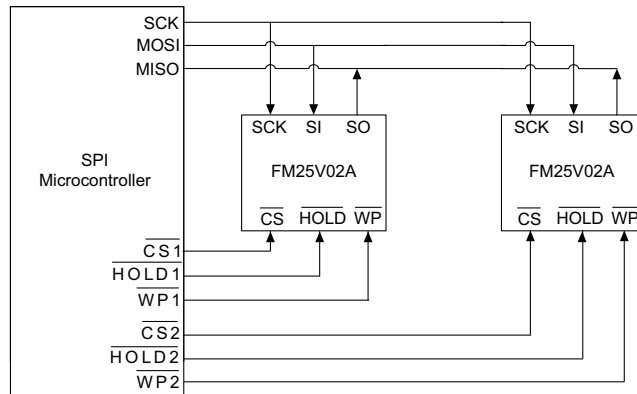 SCK
MOSI
MISO
SPI
Microcontroller
SCK SI SO
FM25V02A
CS HOLD WP
SCK SI SO
FM25V02A
CS HOLD WP
CS1
HOLD1
WP1
CS2
HOLD2
WP2